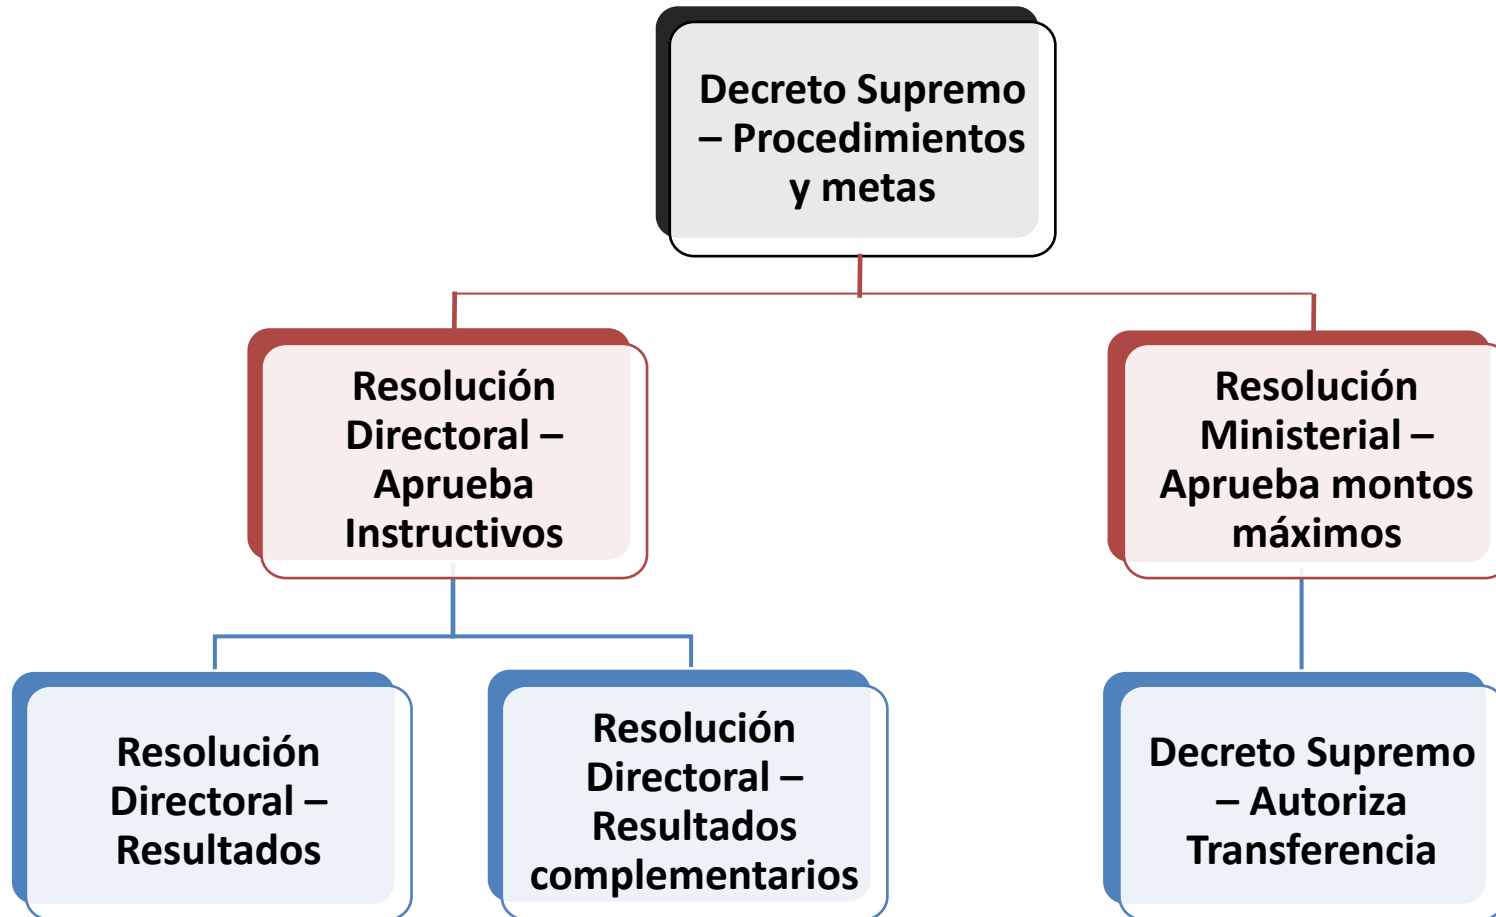 Decreto Supremo
– Procedimientos
y metas
Resolución
Directoral –
Aprueba
Instructivos
Resolución
Ministerial –
Aprueba montos
máximos
Resolución
Directoral –
Resultados
Resolución
Directoral –
Resultados
complementarios
Decreto Supremo
– Autoriza
Transferencia